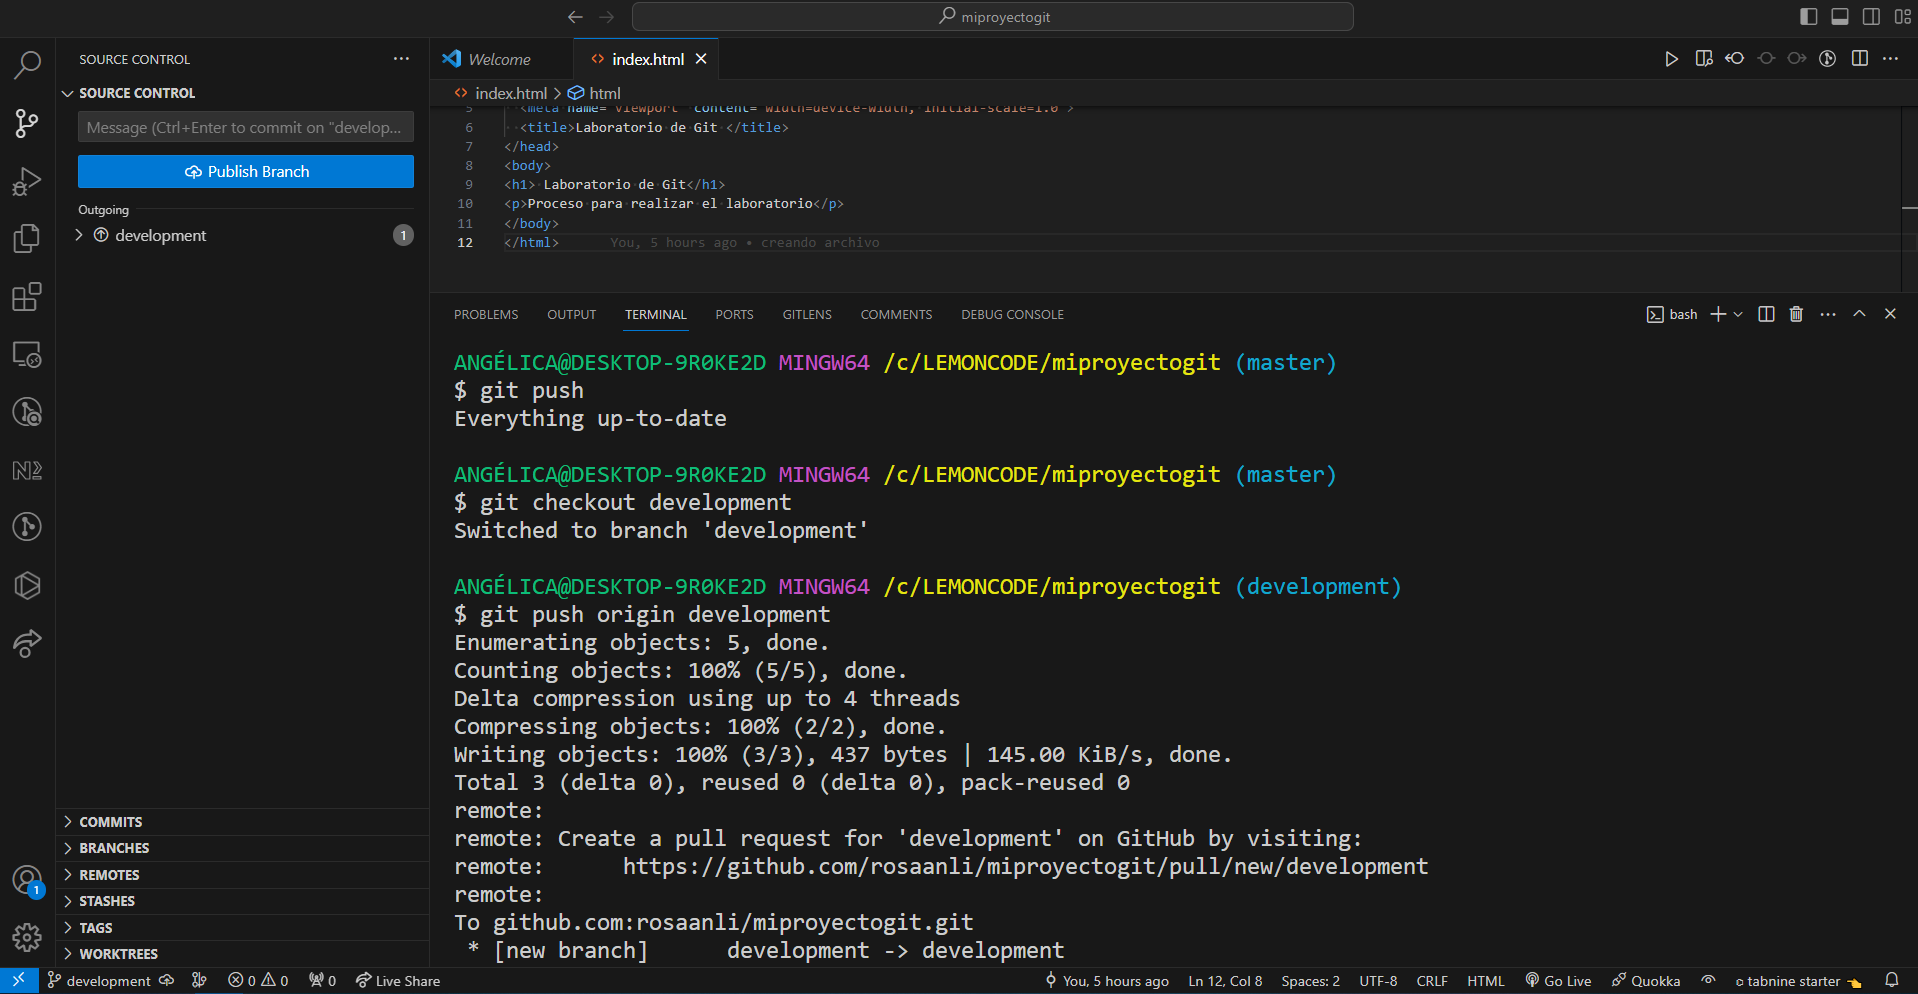 miproyectogit
SOURCE CONTROL
SOURCE CONTROL
Message (Ctrl+Enter to commit on "develop...
Publish Branch
Outgoing
development
1
COMMITS
BRANCHES
REMOTES
STASHES
TAGS
WORKTREES
1
Welcome
index.html
index.html > html
5 <meta name="viewport" content="width=device-width, initial-scale=1.0">
6 <title>Laboratorio de Git </title>
7 </head>
8 <body>
9 <h1> Laboratorio de Git</h1>
10 <p>Proceso para realizar el laboratorio</p>
11 </body>
12 </html> You, 5 hours ago • creando archivo
PROBLEMS OUTPUT TERMINAL PORTS GITLENS COMMENTS DEBUG CONSOLE
bash
ANGÉLICA@DESKTOP-9R0KE2D MINGW64 /c/LEMONCODE/miproyectogit (master)
$ git push
Everything up-to-date
ANGÉLICA@DESKTOP-9R0KE2D MINGW64 /c/LEMONCODE/miproyectogit (master)
$ git checkout development
Switched to branch 'development'
ANGÉLICA@DESKTOP-9R0KE2D MINGW64 /c/LEMONCODE/miproyectogit (development)
$ git push origin development
Enumerating objects: 5, done.
Counting objects: 100% (5/5), done.
Delta compression using up to 4 threads
Compressing objects: 100% (2/2), done.
Writing objects: 100% (3/3), 437 bytes | 145.00 KiB/s, done.
Total 3 (delta 0), reused 0 (delta 0), pack-reused 0
remote:
remote: Create a pull request for 'development' on GitHub by visiting:
remote:      https://github.com/rosaanli/miproyectogit/pull/new/development
remote:
To github.com:rosaanli/miproyectogit.git
 * [new branch]      development -> development
development 0 0 0 Live Share You, 5 hours ago Ln 12, Col 8 Spaces: 2 UTF-8 CRLF HTML Go Live Quokka tabnine starter